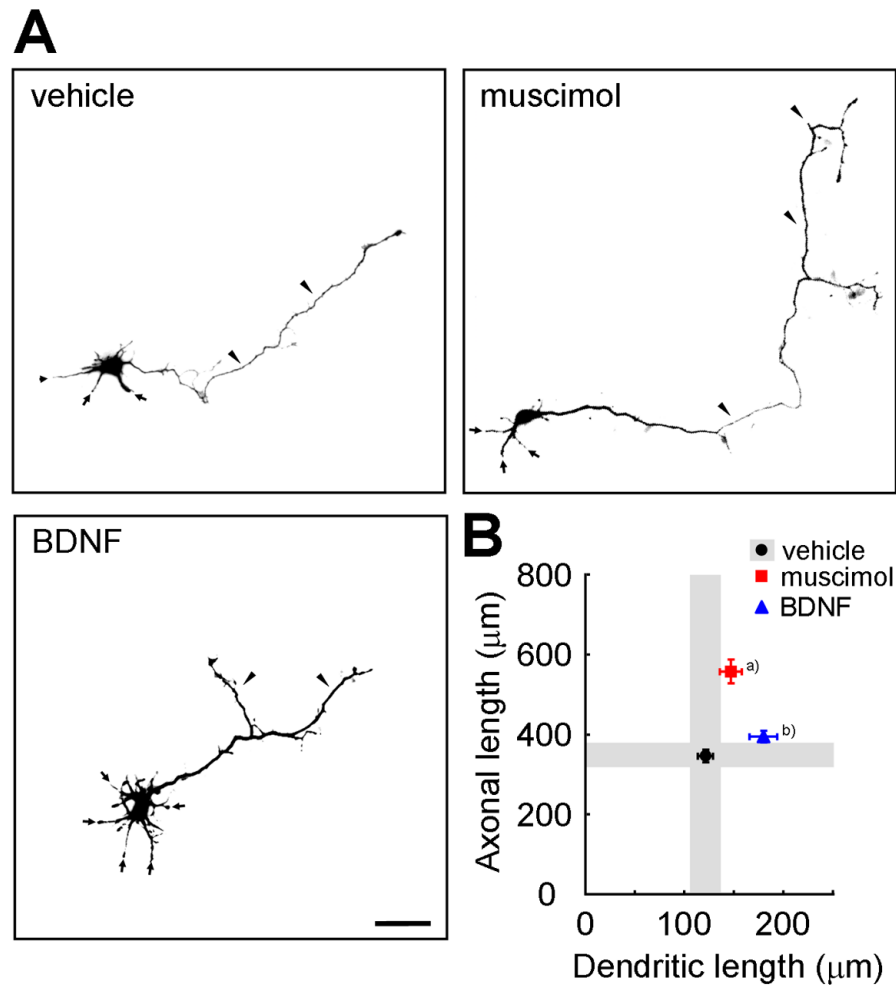 A
vehicle
muscimol
BDNF
B
vehicle
muscimol
BDNF
800
600
400
200
0
Axonal length (μm)
a)
b)
0
100
200
Dendritic length (μm)